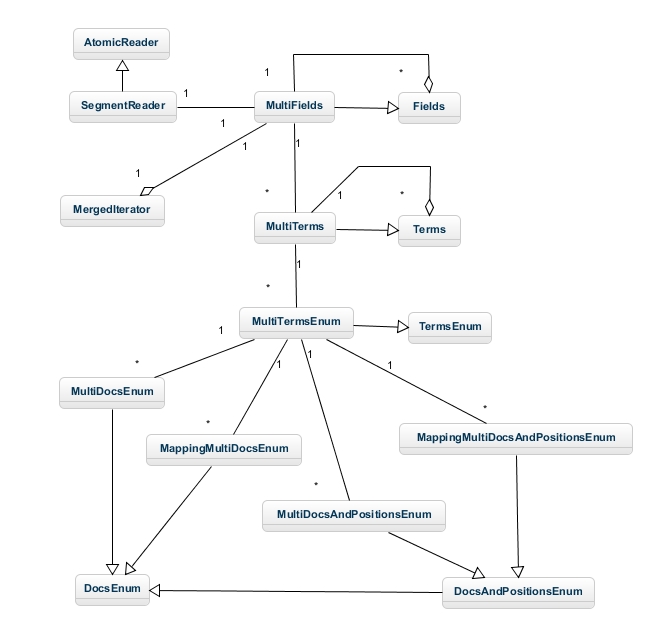 AtomicReader
1
*
SegmentReader
1
MultiFields
Fields
1
1
1
1
*
1
*
MergedIterator
MultiTerms
Terms
1
*
MultiTermsEnum
TermsEnum
1
*
1
1
1
MultiDocsEnum
*
*
MappingMultiDocsEnum
MappingMultiDocsAndPositionsEnum
*
MultiDocsAndPositionsEnum
DocsEnum
DocsAndPositionsEnum